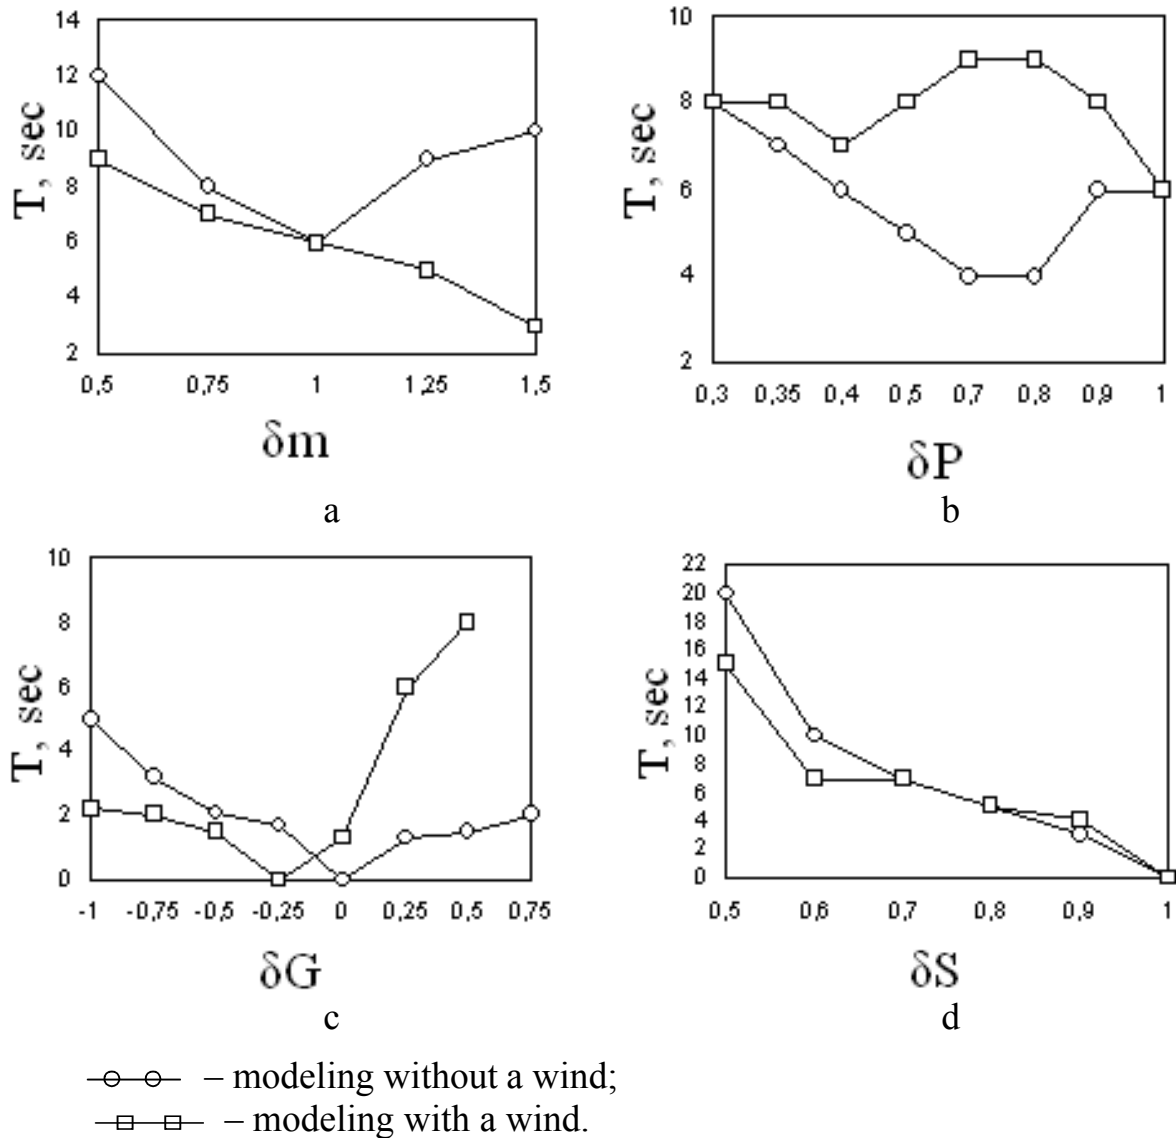 14
12
10
8
6
4
2
T, sec
0,5 0,75 1 1,25 1,5
δm
a
10
8
6
4
2
T, sec
0,3 0,35 0,4 0,5 0,7 0,8 0,9 1
δP
b
10
8
6
4
2
0
T, sec
-1 -0,75 -0,5 -0,25 0 0,25 0,5 0,75
δG
c
22
20
18
16
14
12
10
8
6
4
2
0
T, sec
0,5 0,6 0,7 0,8 0,9 1
δS
d
– modeling without a wind;
– modeling with a wind.